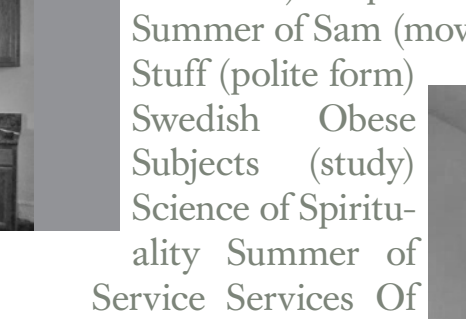 Summer of Sam (mov
Stuff (polite form)
Swedish Obese
Subjects (study)
Science of Spiritu-
ality Summer of
Service Services Of